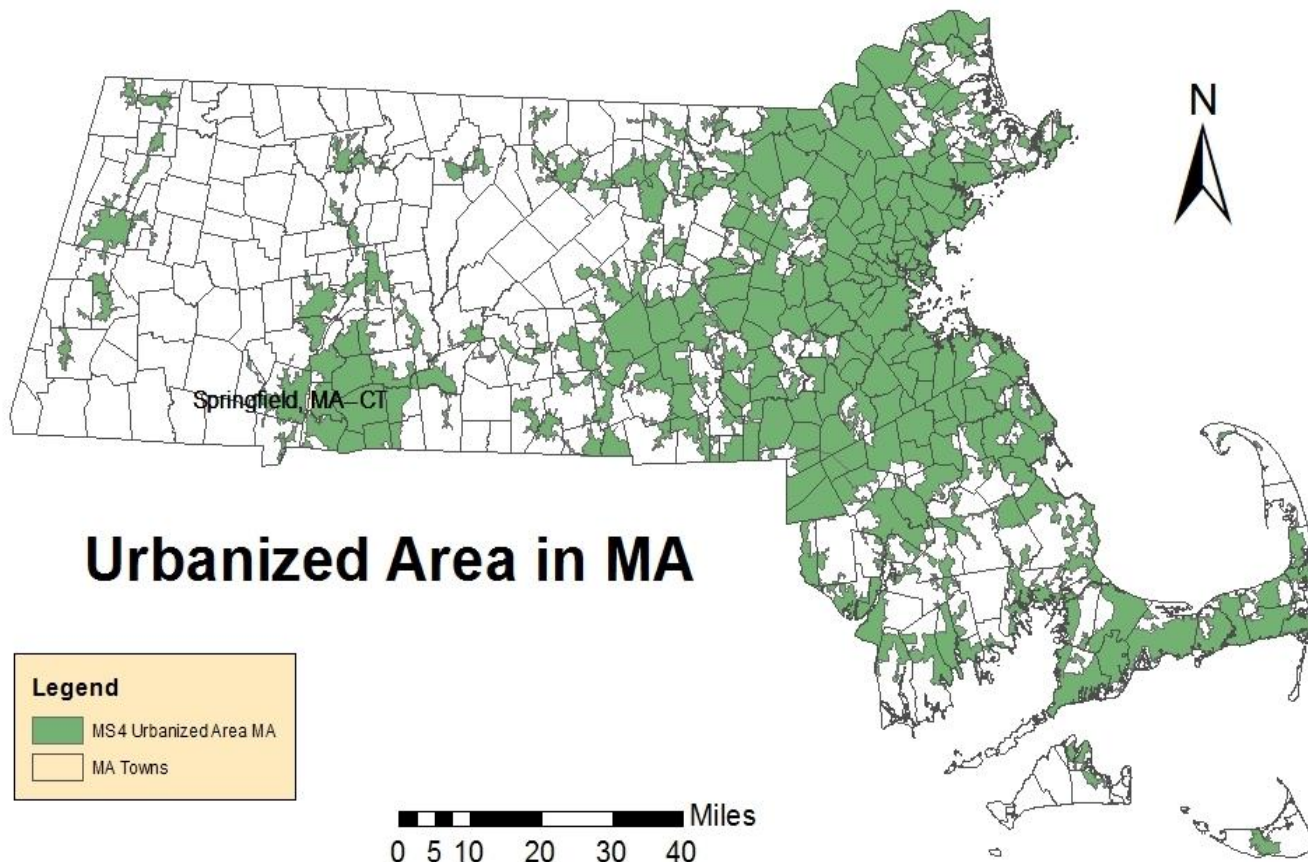 N
Springfield, MA–CT
Urbanized Area in MA
Legend
MS4 Urbanized Area MA
MA Towns
Miles
0 5 10 20 30 40